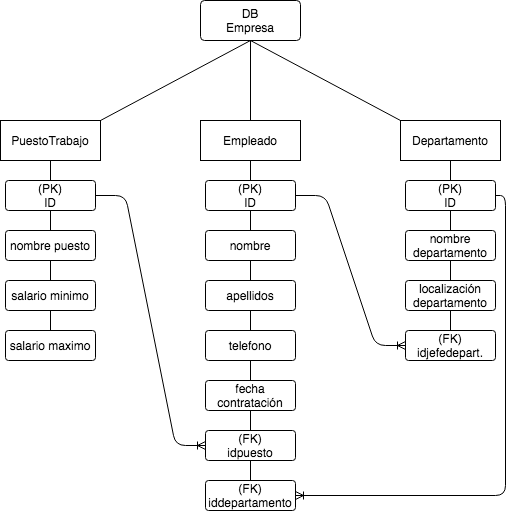 DB
Empresa
PuestoTrabajo
Empleado
Departamento
(PK)
ID
(PK)
ID
(PK)
ID
nombre puesto
nombre
nombre
departamento
salario minimo
apellidos
localización
departamento
salario maximo
telefono
(FK)
idjefedepart.
fecha
contratación
(FK)
idpuesto
(FK)
iddepartamento